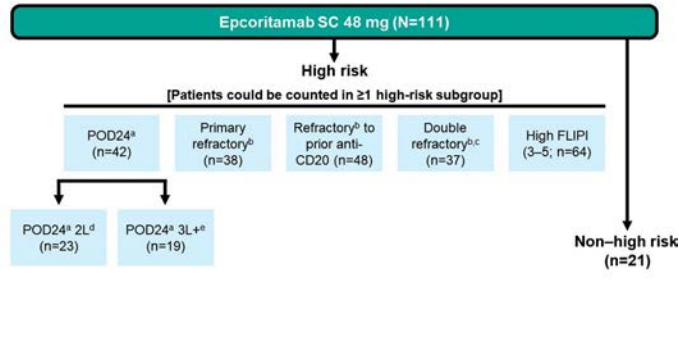 Epcoritamab SC 48 mg (N=111)
High risk
[Patients could be counted in ≥1 high-risk subgroup]
POD24ᵃ
(n=42)
Primary
refractoryᵇ
(n=38)
Refractoryᵇ to
prior anti-
CD20 (n=48)
Double
refractoryᵇ,ᶜ
(n=37)
High FLIPI
(3–5; n=64)
POD24ᵃ 2Lᵈ
(n=23)
POD24ᵃ 3L+ᵉ
(n=19)
Non–high risk
(n=21)